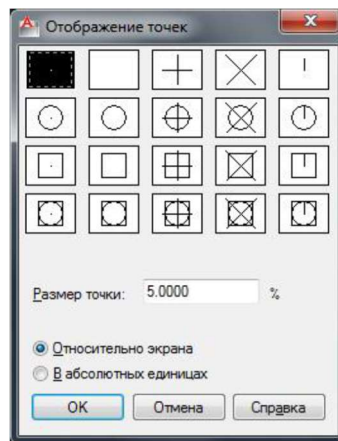 Отображение точек
Размер точки: 5.0000 %
Относительно экрана
В абсолютных единицах
OK Отмена Справка